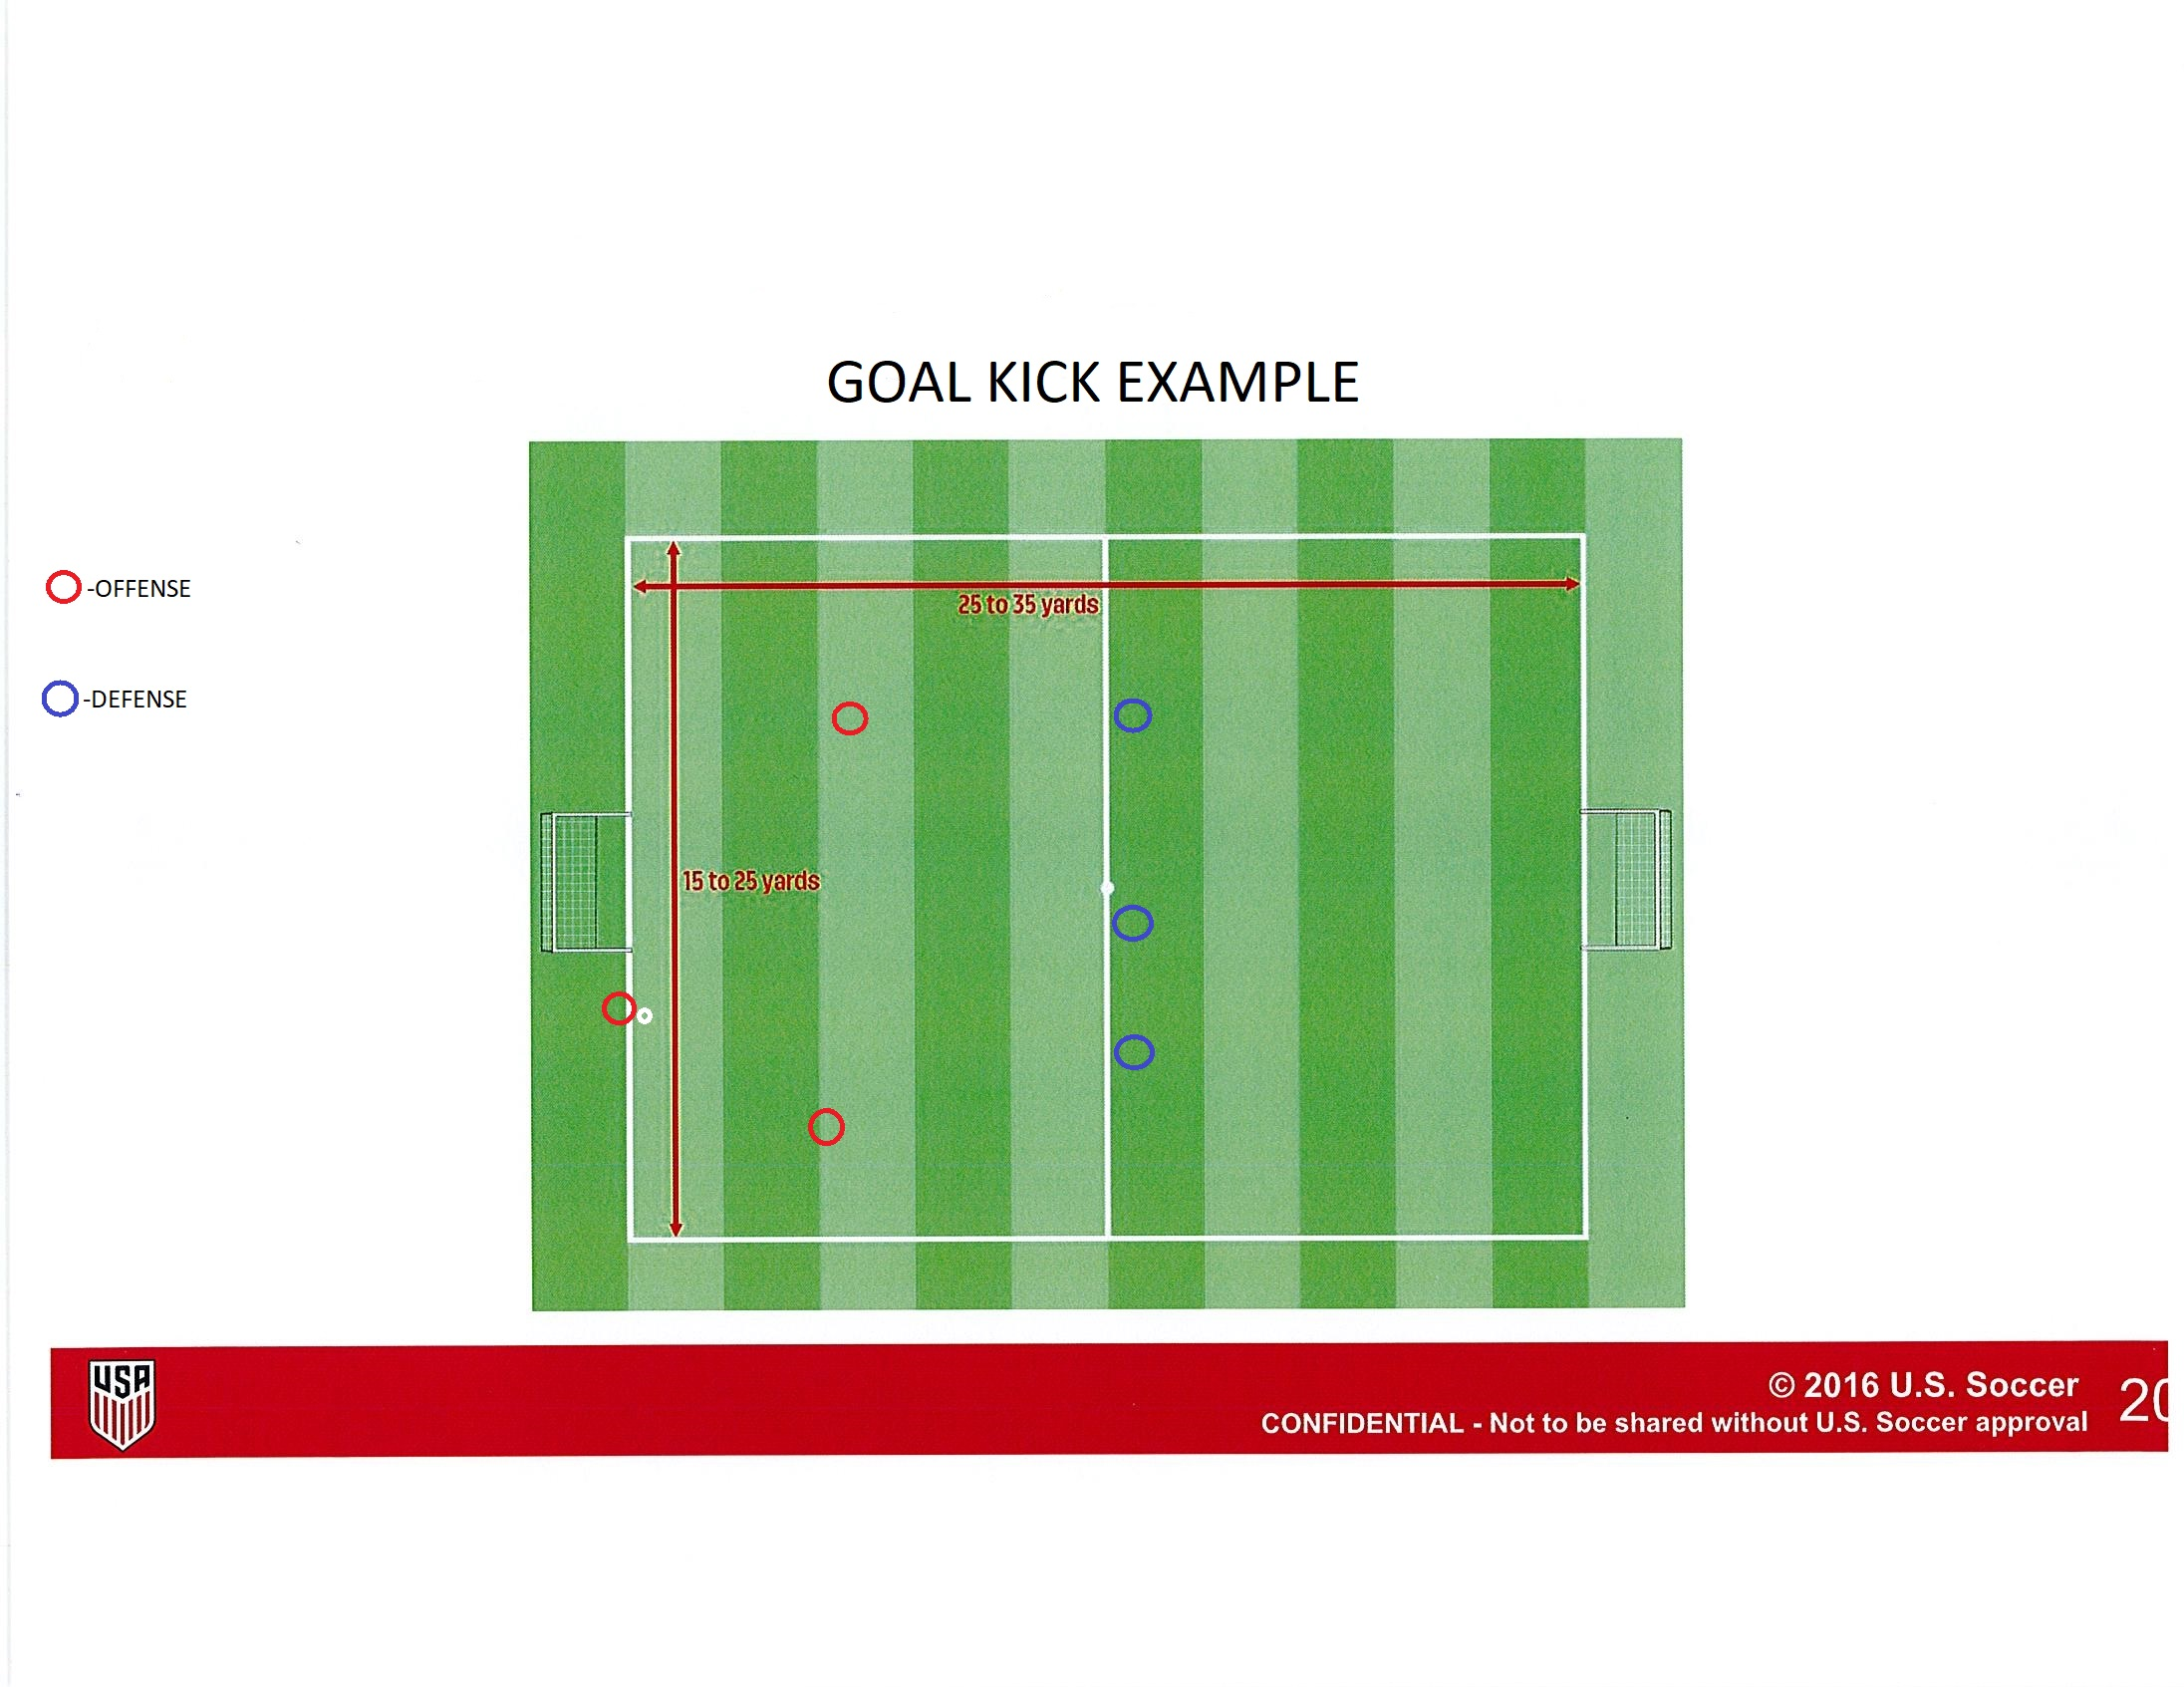 GOAL KICK EXAMPLE
-OFFENSE
-DEFENSE
25 to 35 yards
15 to 25 yards
USA
© 2016 U.S. Soccer
CONFIDENTIAL - Not to be shared without U.S. Soccer approval
20